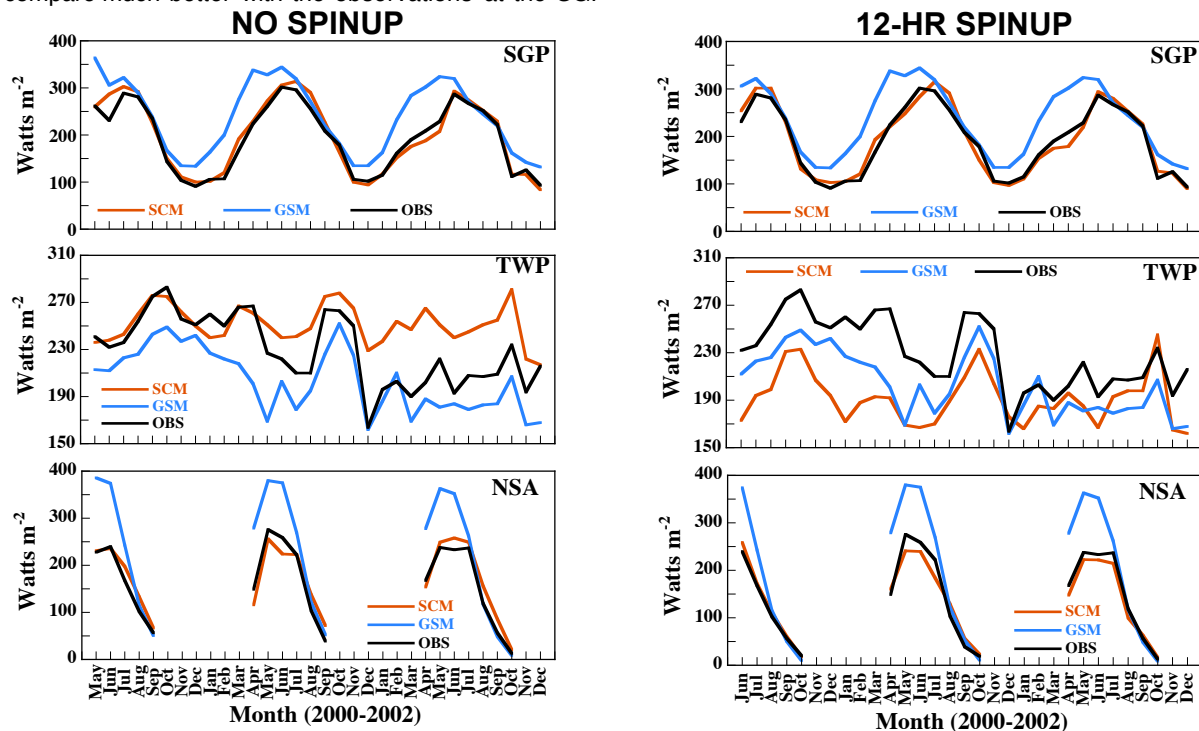 compare much better with the observations at the SGP
NO SPINUP
12-HR SPINUP
400
SGP
300
200
100
0
Watts m-2
SCM
GSM
OBS
310
TWP
270
230
190
150
Watts m-2
SCM
GSM
OBS
400
NSA
300
200
100
0
Watts m-2
SCM
GSM
OBS
May Jun Jul Aug Sep Oct Nov Dec Jan Feb Mar Apr May Jun Jul Aug Sep Oct Nov Dec Jan Feb Mar Apr May Jun Jul Aug Sep Oct Nov Dec
Month (2000-2002)
400
SGP
300
200
100
0
Watts m-2
SCM
GSM
OBS
310
TWP
270
230
190
150
Watts m-2
SCM
GSM
OBS
400
NSA
300
200
100
0
Watts m-2
SCM
GSM
OBS
Jun Jul Aug Sep Oct Nov Dec Jan Feb Mar Apr May Jun Jul Aug Sep Oct Nov Dec Jan Feb Mar Apr May Jun Jul Aug Sep Oct Nov Dec
Month (2000-2002)